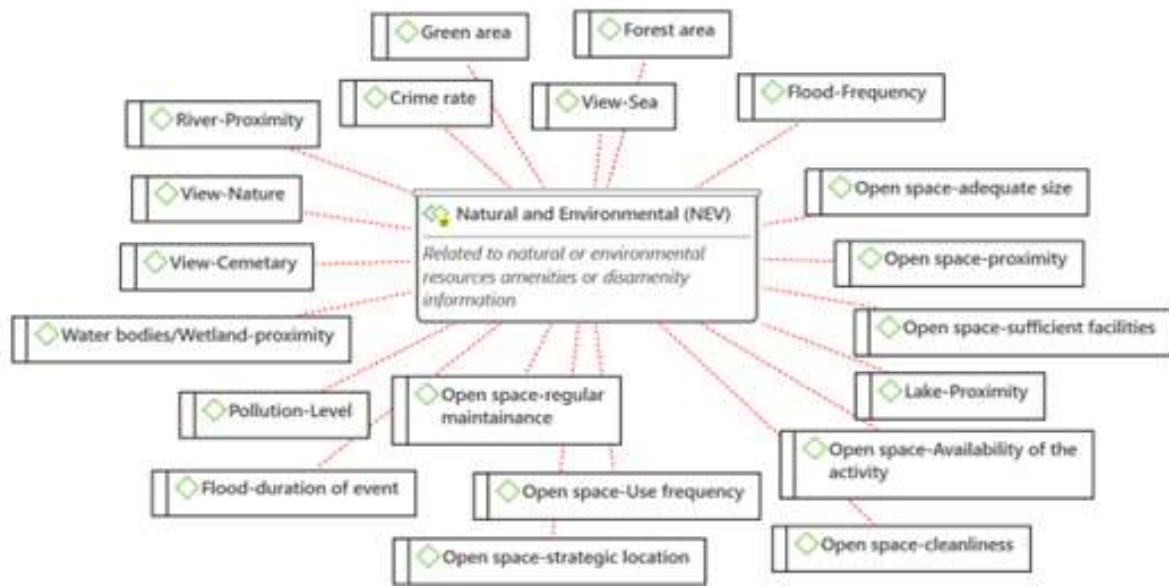 Green area
Forest area
Crime rate
View-Sea
Flood-Frequency
River-Proximity
View-Nature
Open space-adequate size
Natural and Environmental (NEV)
Related to natural or environmental
resources amenities or disamenity
information
View-Cemetary
Open space-proximity
Water bodies/Wetland-proximity
Open space-sufficient facilities
Pollution-Level
Open space-regular
maintainance
Lake-Proximity
Open space-Availability of the
activity
Flood-duration of event
Open space-Use frequency
Open space-strategic location
Open space-cleanliness